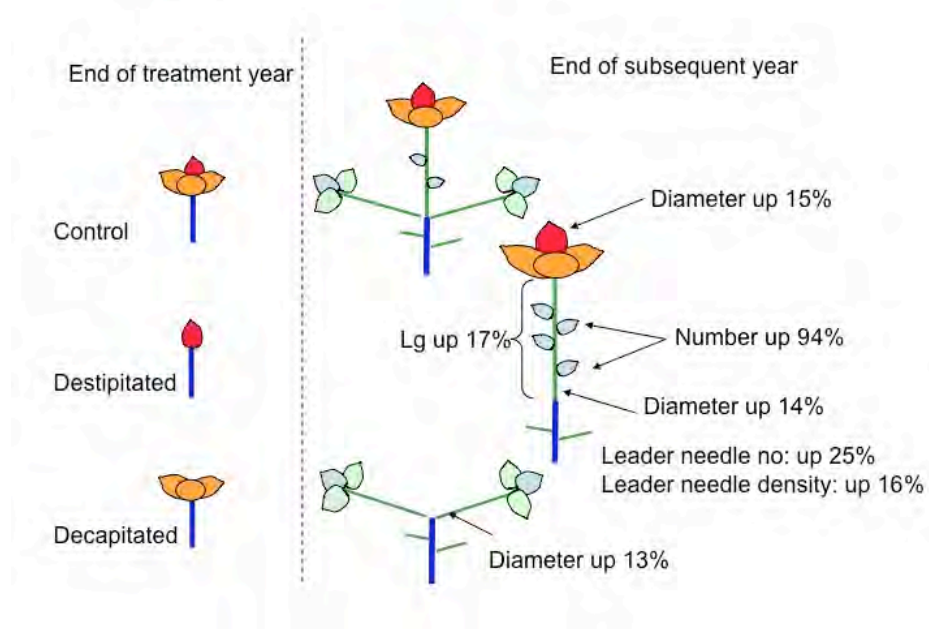 End of treatment year
End of subsequent year
Control
Diameter up 15%
Lg up 17%
Number up 94%
Destipitated
Diameter up 14%
Leader needle no: up 25%
Leader needle density: up 16%
Decapitated
Diameter up 13%